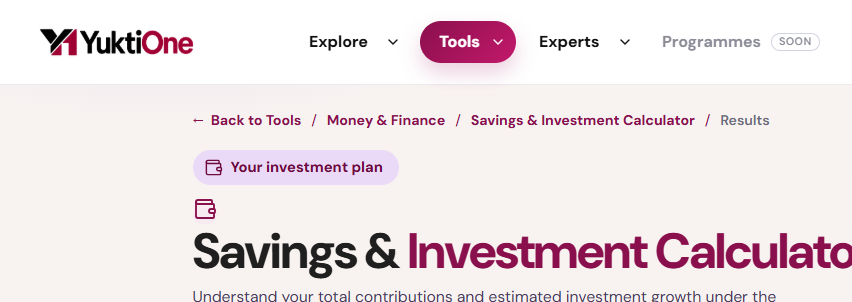 YuktiOne Explore Tools Experts Programmes SOON
← Back to Tools / Money & Finance / Savings & Investment Calculator / Results
Your investment plan
Savings & Investment Calculato
Understand your total contributions and estimated investment growth under the